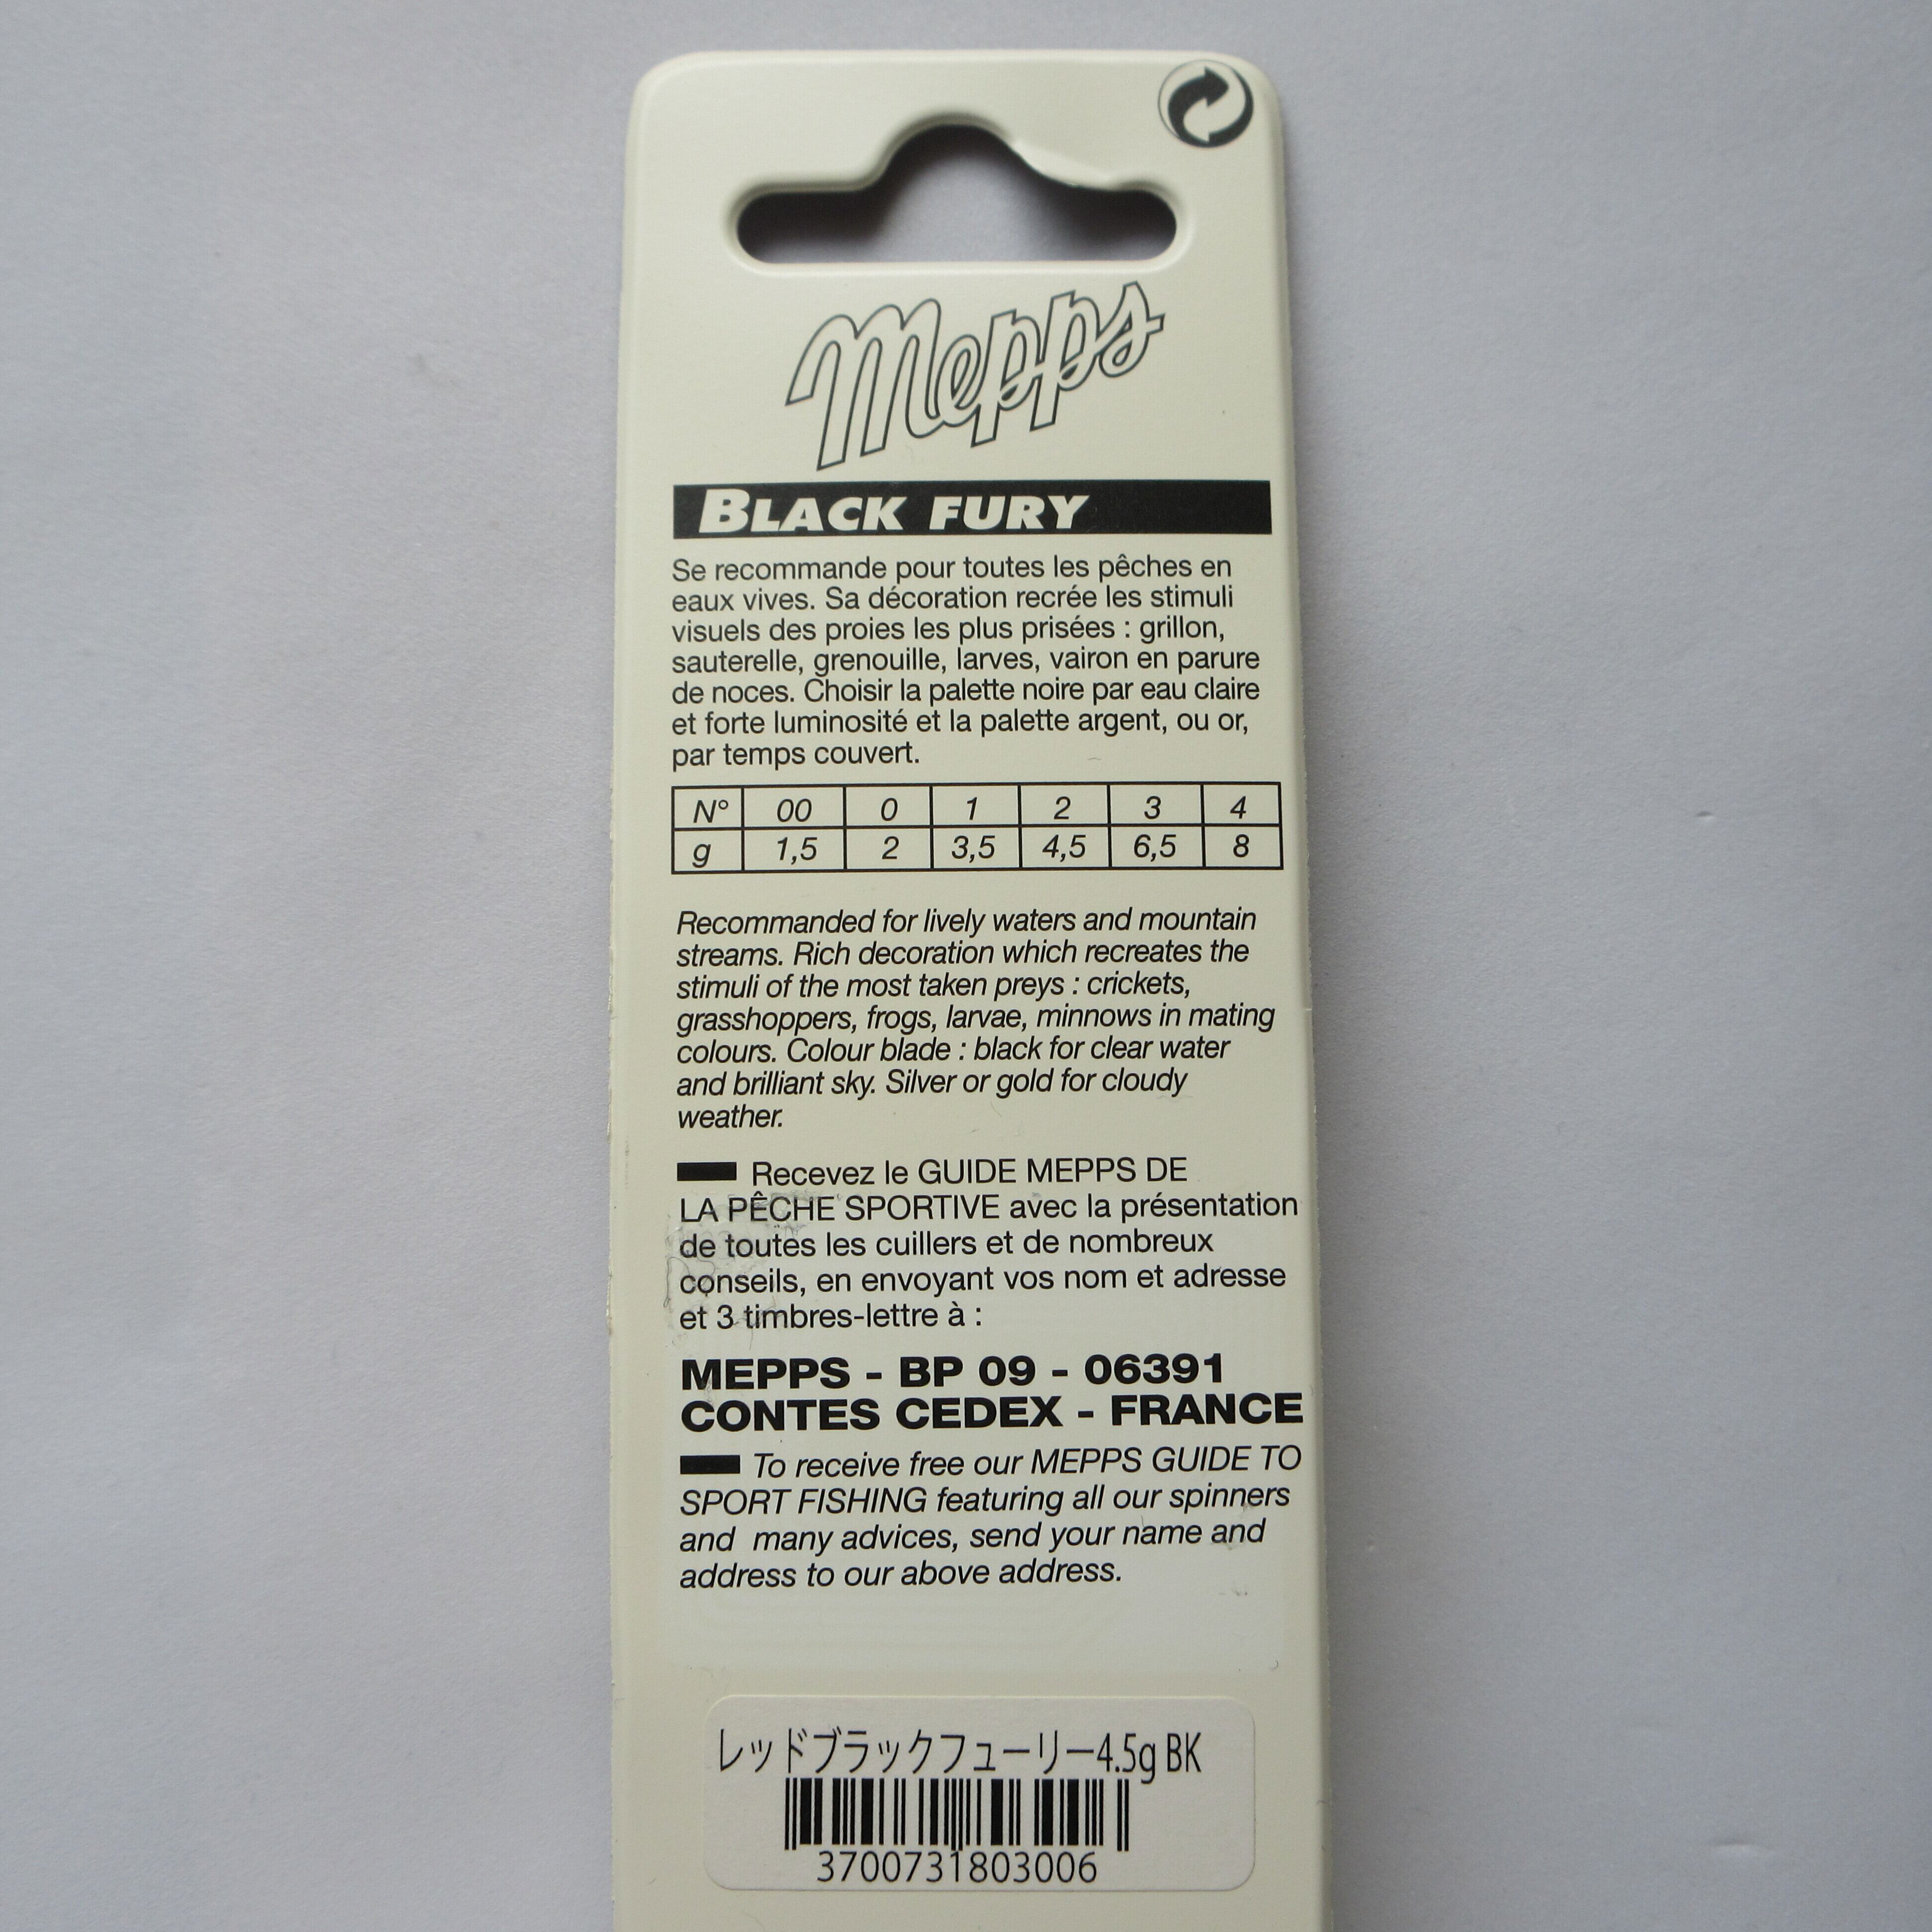 Mepps
BLACK FURY
Se recommande pour toutes les pêches en
eaux vives. Sa décoration recrée les stimuli
visuels des proies les plus prisées : grillon,
sauterelle, grenouille, larves, vairon en parure
de noces. Choisir la palette noire par eau claire
et forte luminosité et la palette argent, ou or,
par temps couvert.
N° 00 0 1 2 3 4
g 1,5 2 3,5 4,5 6,5 8
Recommanded for lively waters and mountain
streams. Rich decoration which recreates the
stimuli of the most taken preys : crickets,
grasshoppers, frogs, larvae, minnows in mating
colours. Colour blade : black for clear water
and brilliant sky. Silver or gold for cloudy
weather.
Recevez le GUIDE MEPPS DE
LA PÊCHE SPORTIVE avec la présentation
de toutes les cuillers et de nombreux
conseils, en envoyant vos nom et adresse
et 3 timbres-lettre à :
MEPPS - BP 09 - 06391
CONTES CEDEX - FRANCE
To receive free our MEPPS GUIDE TO
SPORT FISHING featuring all our spinners
and many advices, send your name and
address to our above address.
レッドブラックフューリー4.5g BK
3700731803006